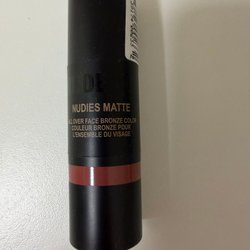 NUDIES MATTE
ALL OVER FACE BRONZE COLOR
COULEUR BRONZE POUR
L'ENSEMBLE DU VISAGE